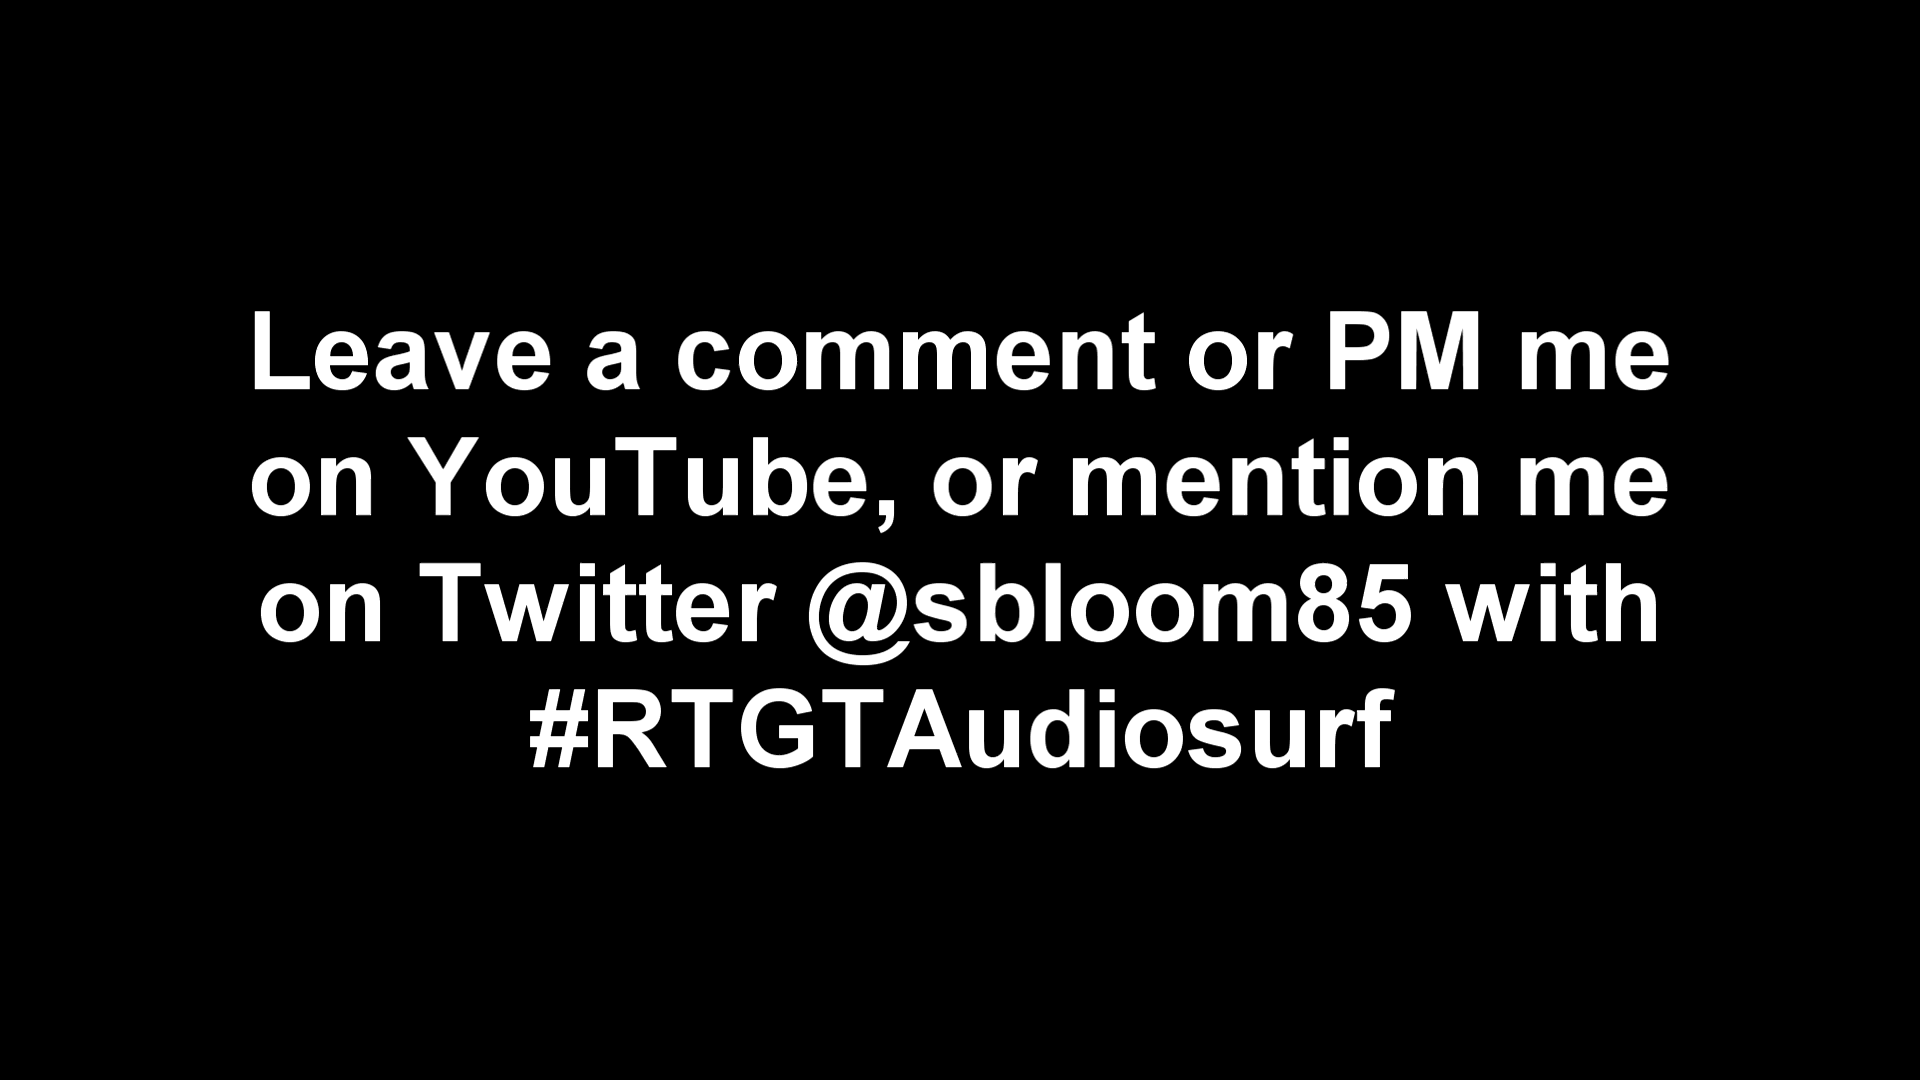 Leave a comment or PM me
on YouTube, or mention me
on Twitter @sbloom85 with
#RTGTAudiosurf